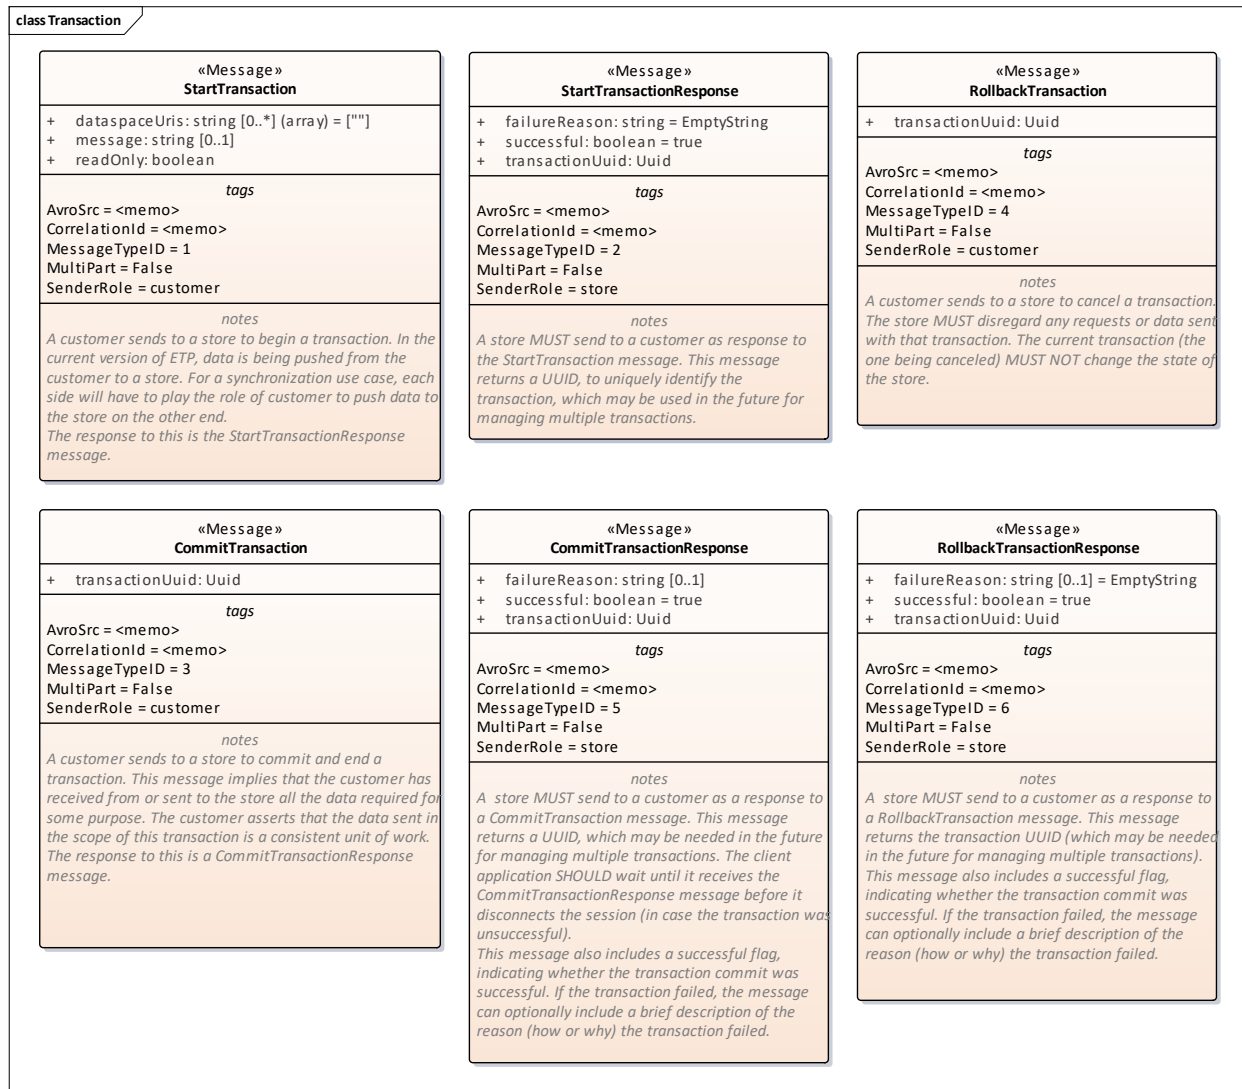 class Transaction
«Message»
StartTransaction
+ dataspaceUris: string [0..*] (array) = [""]
+ message: string [0..1]
+ readOnly: boolean
tags
AvroSrc = <memo>
CorrelationId = <memo>
MessageTypeID = 1
MultiPart = False
SenderRole = customer
notes
A customer sends to a store to begin a transaction. In the
current version of ETP, data is being pushed from the
customer to a store. For a synchronization use case, each
side will have to play the role of customer to push data to
the store on the other end.
The response to this is the StartTransactionResponse
message.
«Message»
StartTransactionResponse
+ failureReason: string = EmptyString
+ successful: boolean = true
+ transactionUuid: Uuid
tags
AvroSrc = <memo>
CorrelationId = <memo>
MessageTypeID = 2
MultiPart = False
SenderRole = store
notes
A store MUST send to a customer as response to
the StartTransaction message. This message
returns a UUID, to uniquely identify the
transaction, which may be used in the future for
managing multiple transactions.
«Message»
RollbackTransaction
+ transactionUuid: Uuid
tags
AvroSrc = <memo>
CorrelationId = <memo>
MessageTypeID = 4
MultiPart = False
SenderRole = customer
notes
A customer sends to a store to cancel a transaction.
The store MUST disregard any requests or data sent
with that transaction. The current transaction (the
one being canceled) MUST NOT change the state of
the store.
«Message»
CommitTransaction
+ transactionUuid: Uuid
tags
AvroSrc = <memo>
CorrelationId = <memo>
MessageTypeID = 3
MultiPart = False
SenderRole = customer
notes
A customer sends to a store to commit and end a
transaction. This message implies that the customer has
received from or sent to the store all the data required for
some purpose. The customer asserts that the data sent in
the scope of this transaction is a consistent unit of work.
The response to this is a CommitTransactionResponse
message.
«Message»
CommitTransactionResponse
+ failureReason: string [0..1]
+ successful: boolean = true
+ transactionUuid: Uuid
tags
AvroSrc = <memo>
CorrelationId = <memo>
MessageTypeID = 5
MultiPart = False
SenderRole = store
notes
A store MUST send to a customer as a response to
a CommitTransaction message. This message
returns a UUID, which may be needed in the future
for managing multiple transactions. The client
application SHOULD wait until it receives the
CommitTransactionResponse message before it
disconnects the session (in case the transaction was
unsuccessful).
This message also includes a successful flag,
indicating whether the transaction commit was
successful. If the transaction failed, the message
can optionally include a brief description of the
reason (how or why) the transaction failed.
«Message»
RollbackTransactionResponse
+ failureReason: string [0..1] = EmptyString
+ successful: boolean = true
+ transactionUuid: Uuid
tags
AvroSrc = <memo>
CorrelationId = <memo>
MessageTypeID = 6
MultiPart = False
SenderRole = store
notes
A store MUST send to a customer as a response to
a RollbackTransaction message. This message
returns the transaction UUID (which may be needed
in the future for managing multiple transactions).
This message also includes a successful flag,
indicating whether the transaction commit was
successful. If the transaction failed, the message
can optionally include a brief description of the
reason (how or why) the transaction failed.